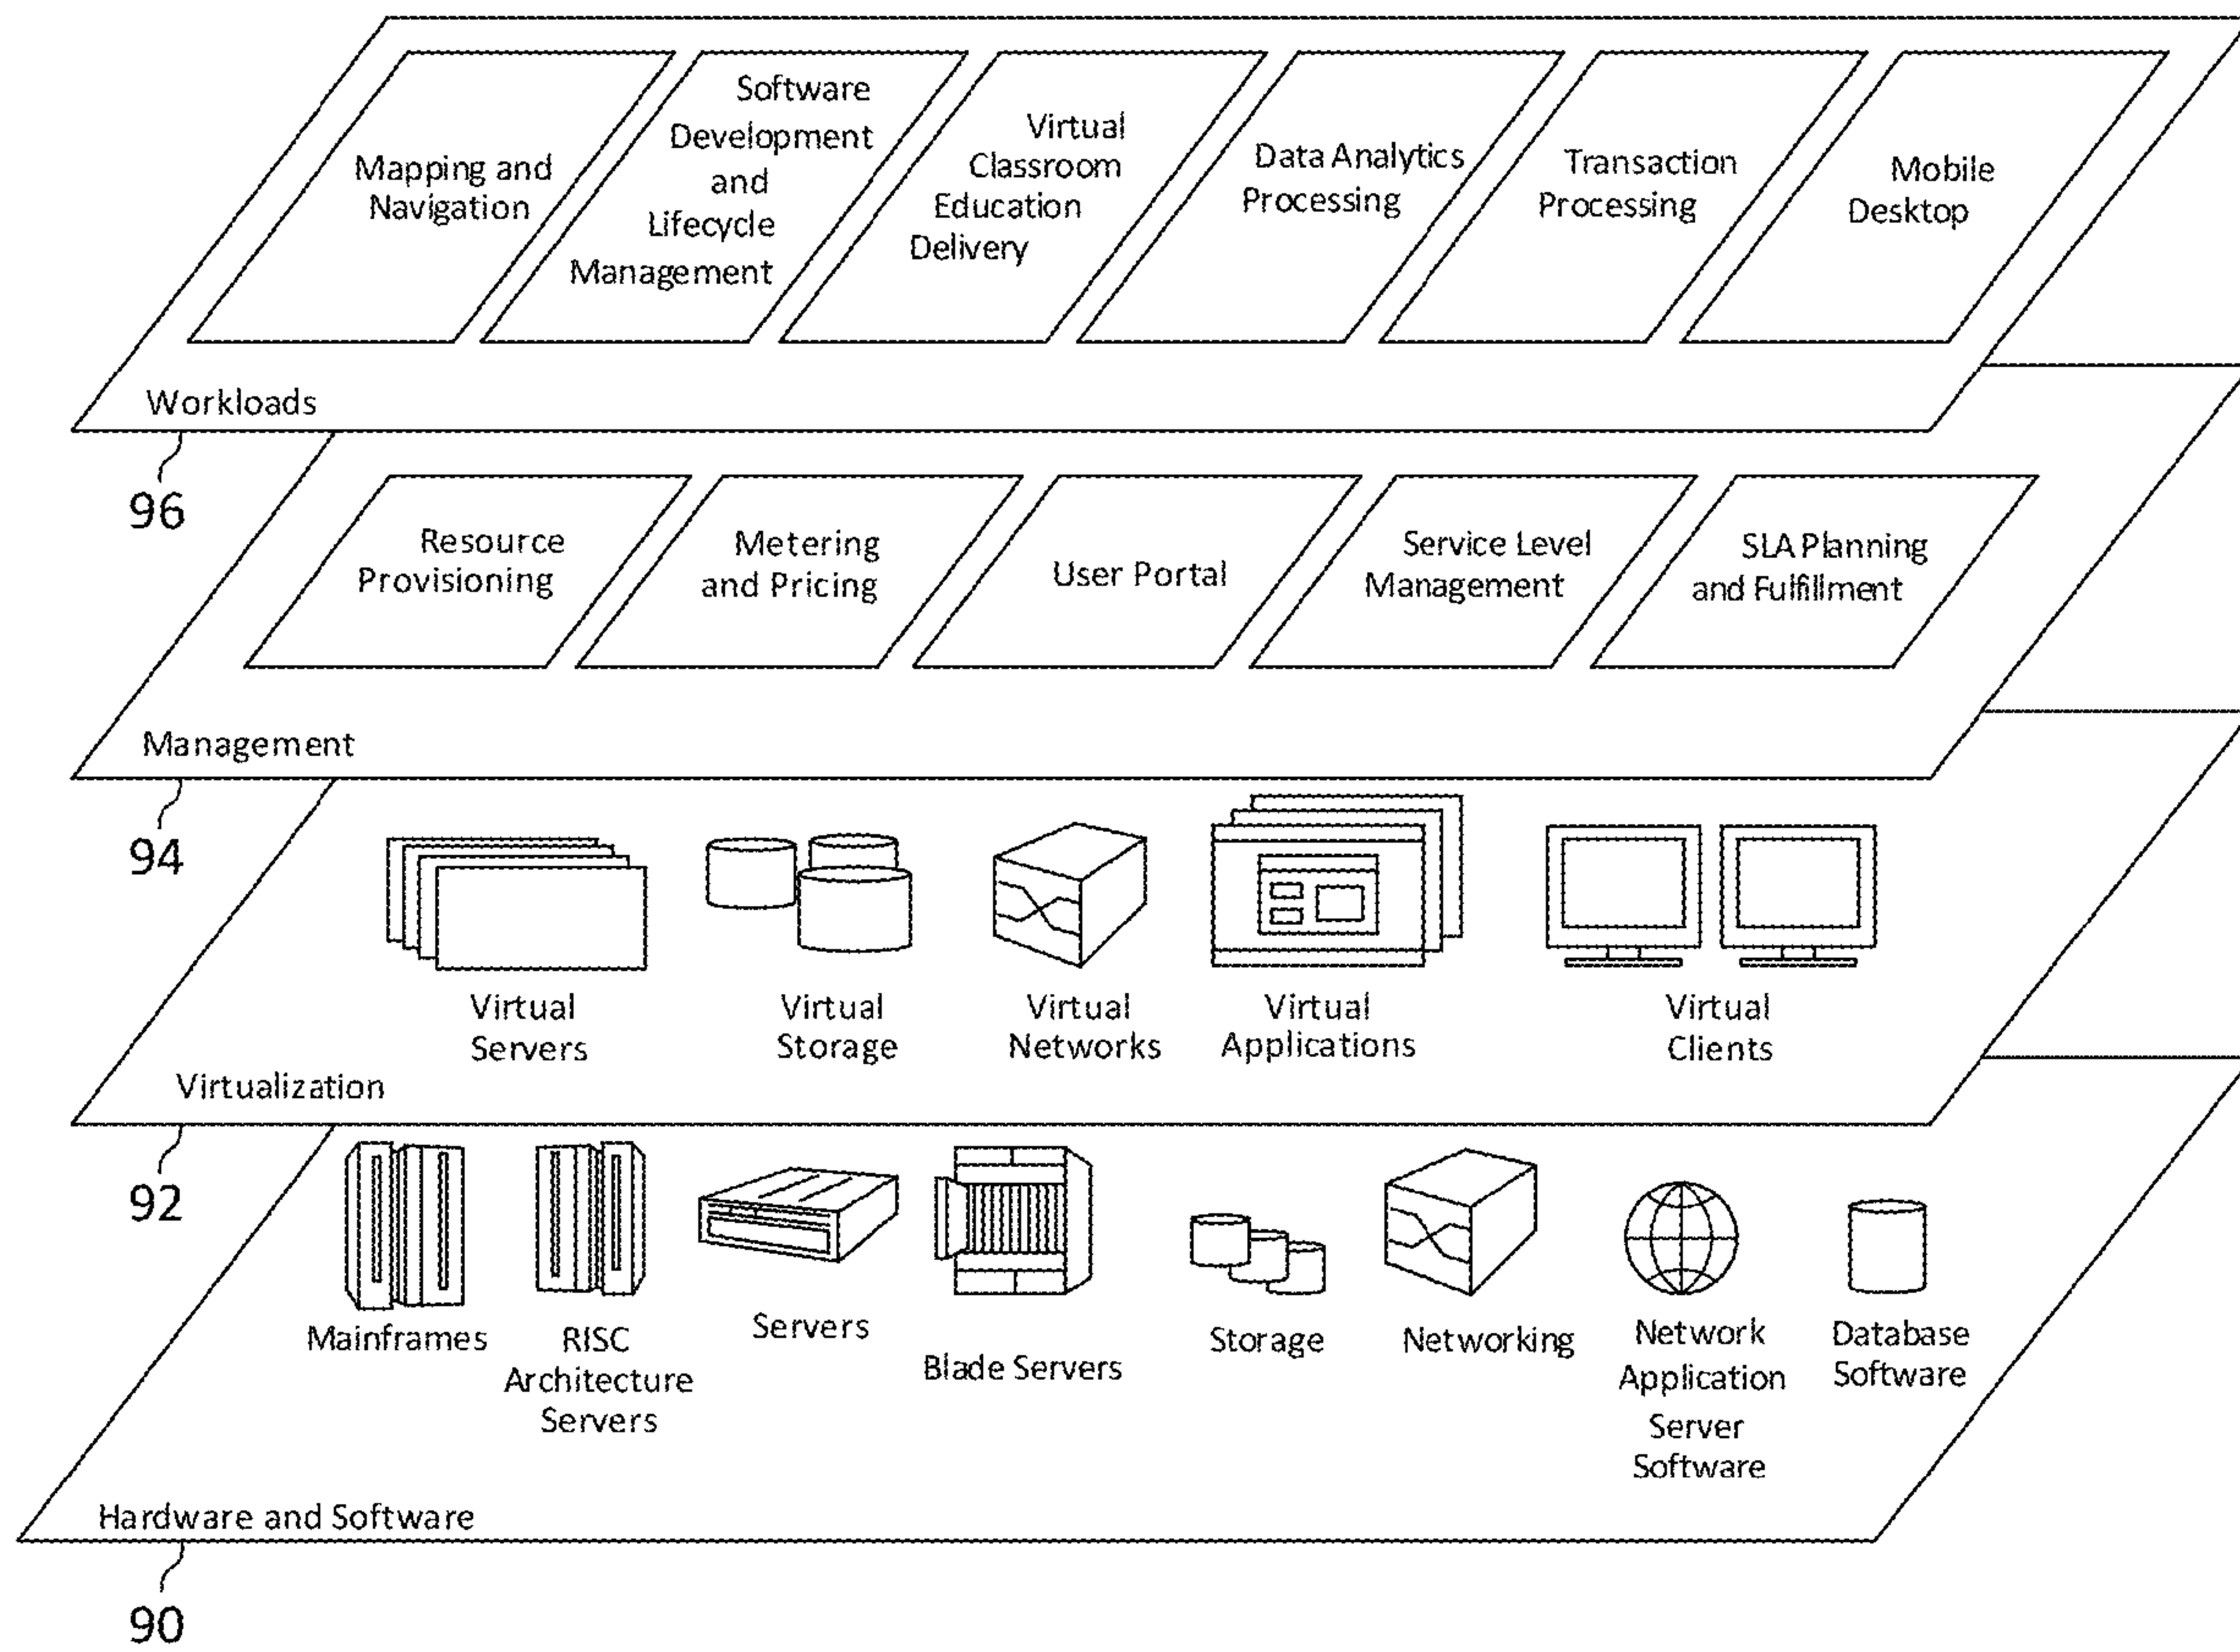 Mapping and
Navigation
Software
Development
and
Lifecycle
Management
Virtual
Classroom
Education
Delivery
Data Analytics
Processing
Transaction
Processing
Mobile
Desktop
Workloads
96
Resource
Provisioning
Metering
and Pricing
User Portal
Service Level
Management
SLA Planning
and Fulfillment
Management
94
Virtual
Servers
Virtual
Storage
Virtual
Networks
Virtual
Applications
Virtual
Clients
Virtualization
92
Mainframes
RISC
Architecture
Servers
Servers
Blade Servers
Storage
Networking
Network
Application
Server
Software
Database
Software
Hardware and Software
90